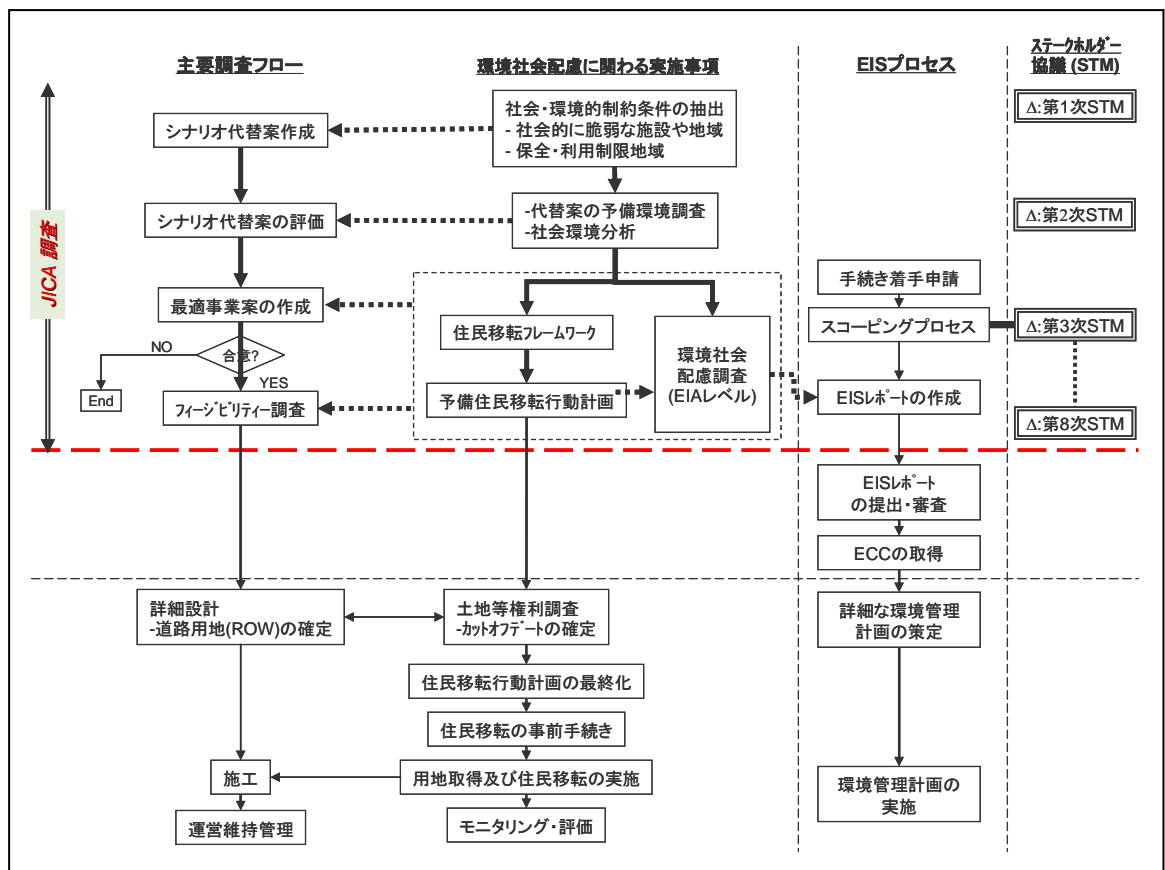 主要調査フロー
環境社会配慮に関わる実施事項
EISプロセス
ステークホルダー
協議 (STM)
JICA 調査
シナリオ代替案作成
シナリオ代替案の評価
最適事業案の作成
合意?
NO
YES
End
フィージビリティー調査
詳細設計
-道路用地(ROW)の確定
施工
運営維持管理
社会・環境的制約条件の抽出
- 社会的に脆弱な施設や地域
- 保全・利用制限地域
-代替案の予備環境調査
-社会環境分析
住民移転フレームワーク
予備住民移転行動計画
環境社会
配慮調査
(EIAレベル)
土地等権利調査
-カットオフデートの確定
住民移転行動計画の最終化
住民移転の事前手続き
用地取得及び住民移転の実施
モニタリング・評価
手続き着手申請
スコーピングプロセス
EISレポートの作成
EISレポート
の提出・審査
ECCの取得
詳細な環境管理
計画の策定
環境管理計画の
実施
Δ:第1次STM
Δ:第2次STM
Δ:第3次STM
Δ:第8次STM